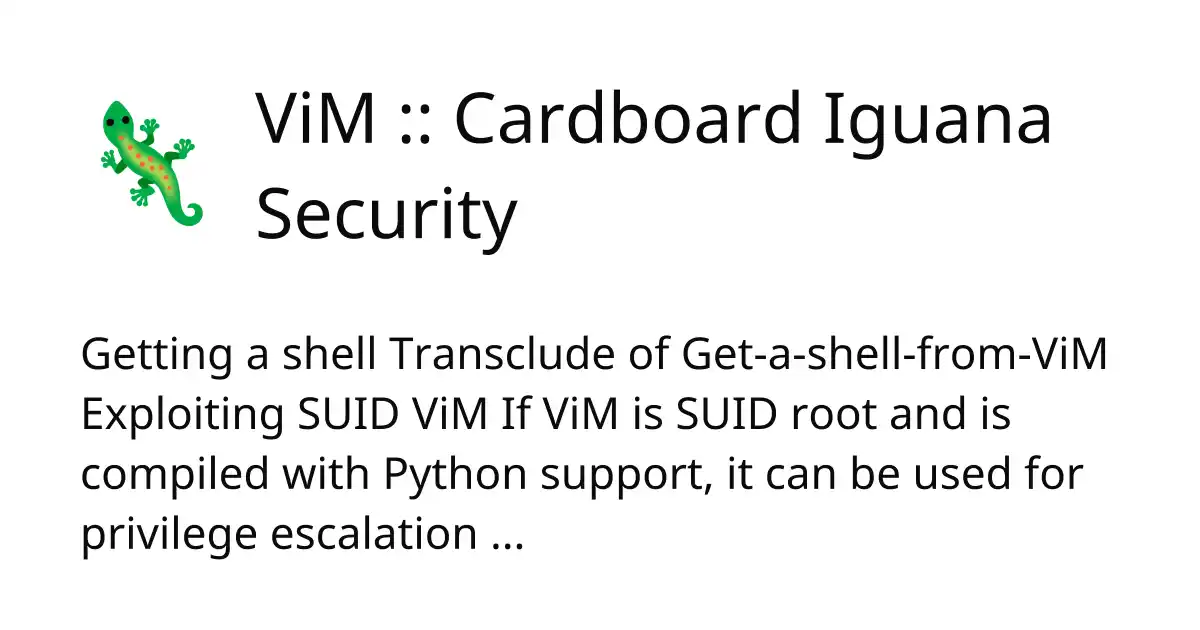 ViM :: Cardboard Iguana
Security
Getting a shell Transclude of Get-a-shell-from-ViM
Exploiting SUID ViM If ViM is SUID root and is
compiled with Python support, it can be used for
privilege escalation ...